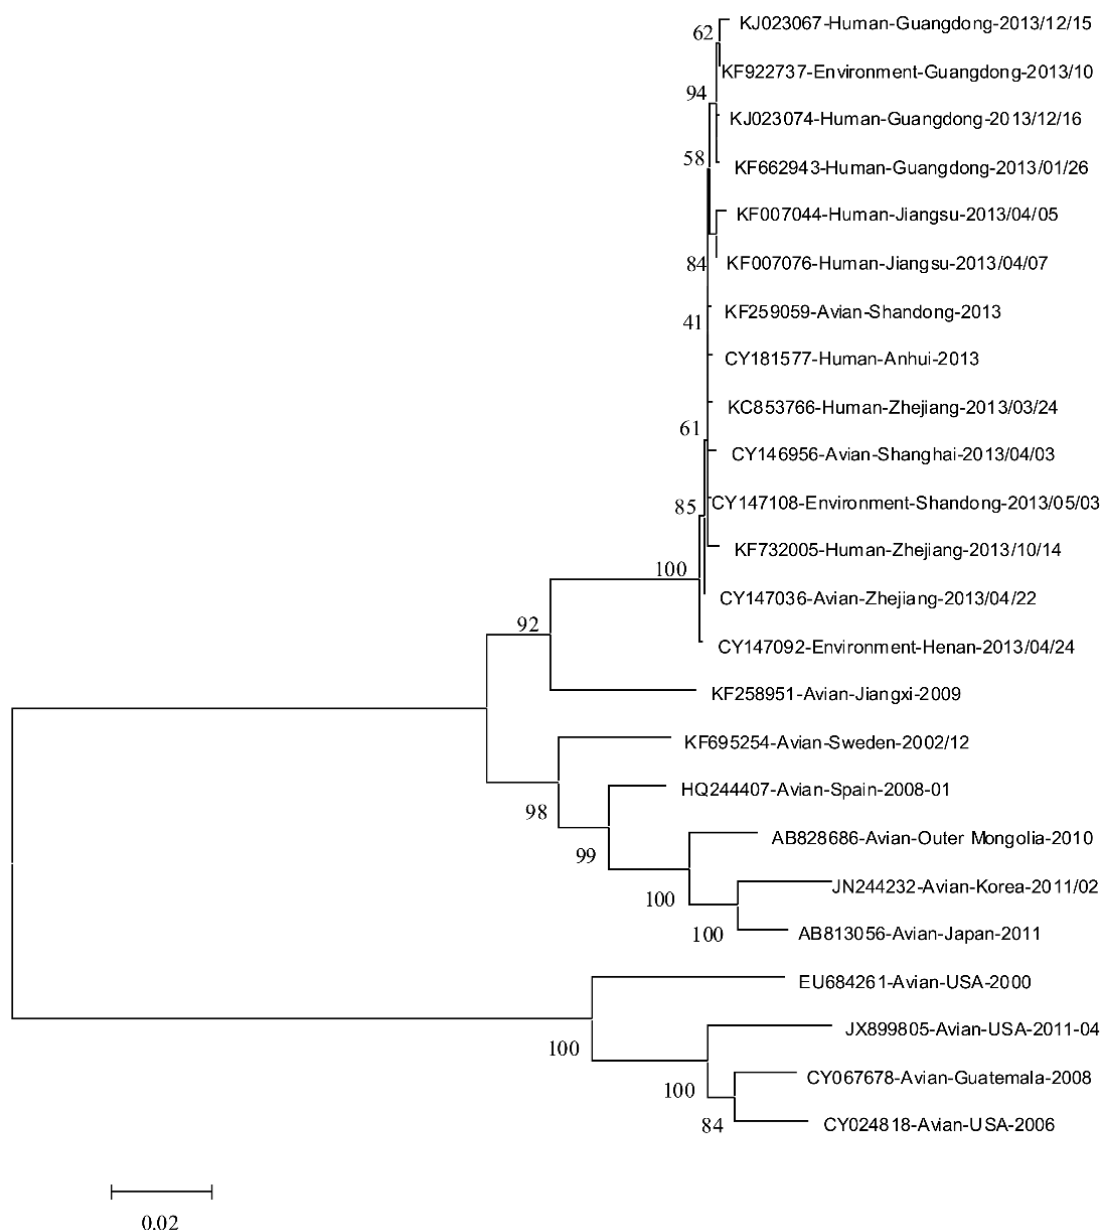 62
KJ023067-Human-Guangdong-2013/12/15
KF922737-Environment-Guangdong-2013/10
94
KJ023074-Human-Guangdong-2013/12/16
58
KF662943-Human-Guangdong-2013/01/26
KF007044-Human-Jiangsu-2013/04/05
84
KF007076-Human-Jiangsu-2013/04/07
KF259059-Avian-Shandong-2013
41
CY181577-Human-Anhui-2013
KC853766-Human-Zhejiang-2013/03/24
61
CY146956-Avian-Shanghai-2013/04/03
85
CY147108-Environment-Shandong-2013/05/03
KF732005-Human-Zhejiang-2013/10/14
100
CY147036-Avian-Zhejiang-2013/04/22
92
CY147092-Environment-Henan-2013/04/24
KF258951-Avian-Jiangxi-2009
KF695254-Avian-Sweden-2002/12
HQ244407-Avian-Spain-2008-01
98
AB828686-Avian-Outer Mongolia-2010
99
JN244232-Avian-Korea-2011/02
100
AB813056-Avian-Japan-2011
100
EU684261-Avian-USA-2000
JX899805-Avian-USA-2011-04
100
CY067678-Avian-Guatemala-2008
100
CY024818-Avian-USA-2006
84
0.02